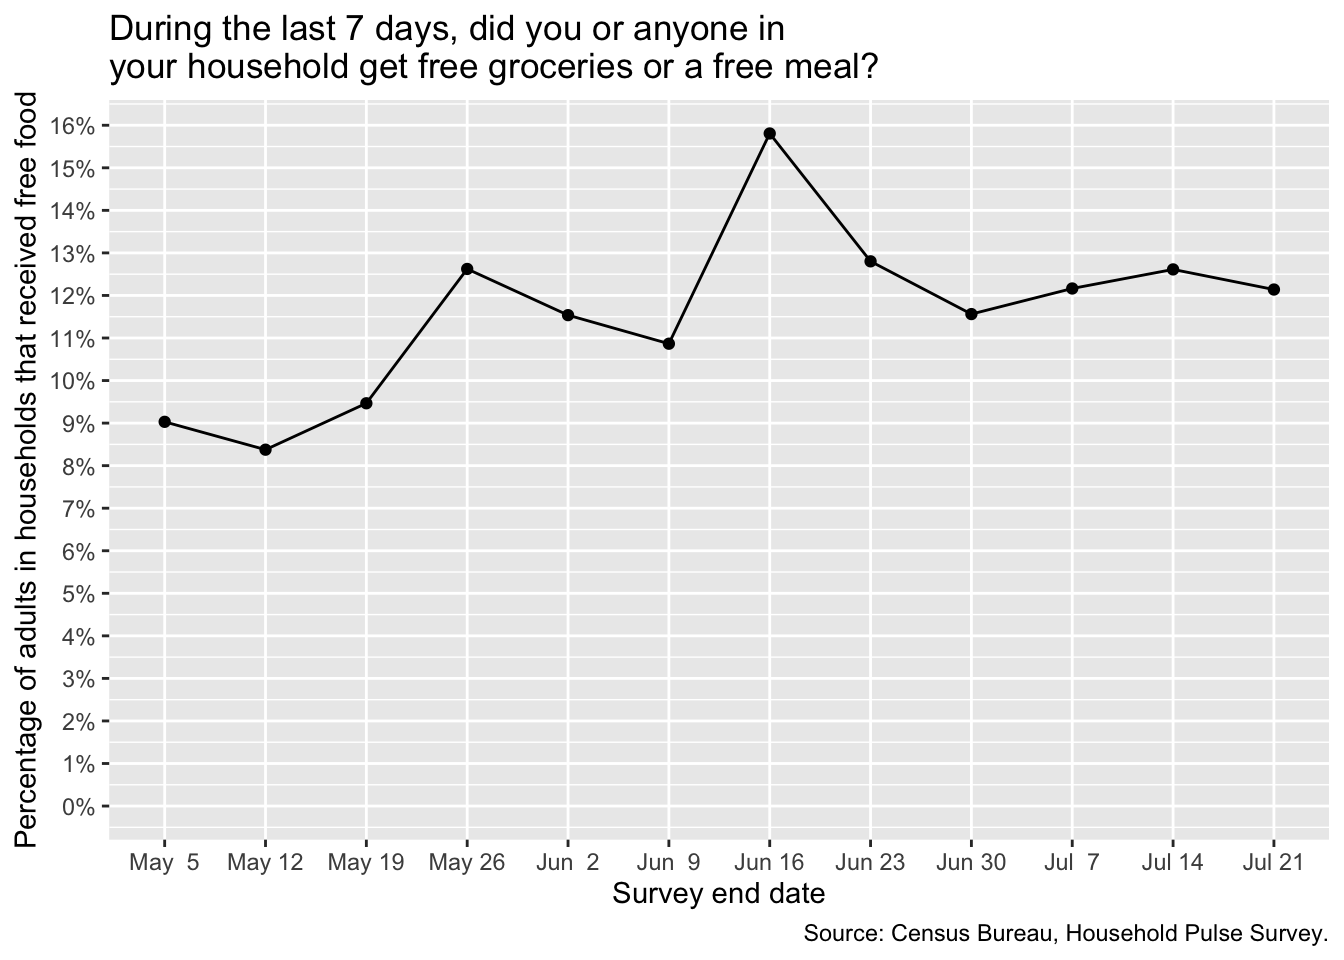 During the last 7 days, did you or anyone in
your household get free groceries or a free meal?
Percentage of adults in households that received free food
16%
15%
14%
13%
12%
11%
10%
9%
8%
7%
6%
5%
4%
3%
2%
1%
0%
May 5 May 12 May 19 May 26 Jun 2 Jun 9 Jun 16 Jun 23 Jun 30 Jul 7 Jul 14 Jul 21
Survey end date
Source: Census Bureau, Household Pulse Survey.